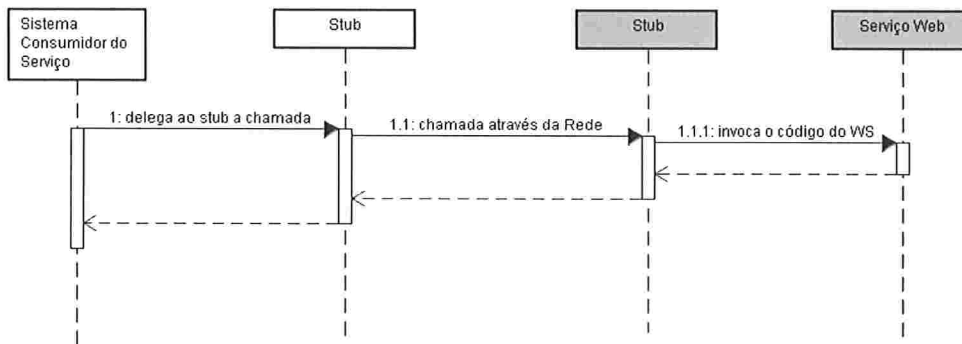 Sistema
Consumidor do
Serviço
Stub
Stub
Serviço Web
1: delega ao stub a chamada
1.1: chamada através da Rede
1.1.1: invoca o código do WS